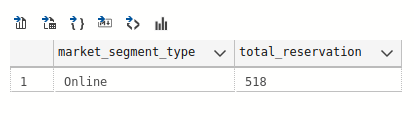 market_segment_type total_reservation
1 Online 518